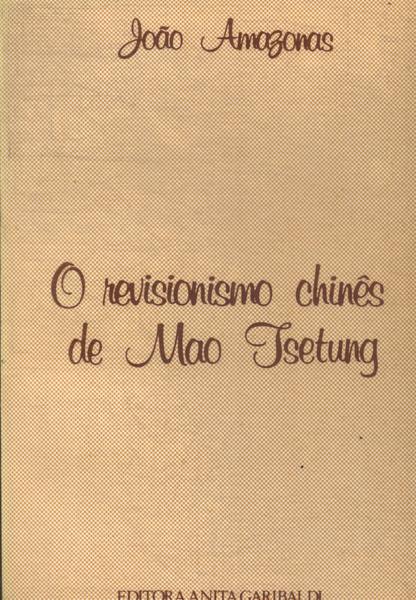 João Amazonas
O revisionismo chinês
de Mao Tsetung
EDITORA ANITA GARIBALDI